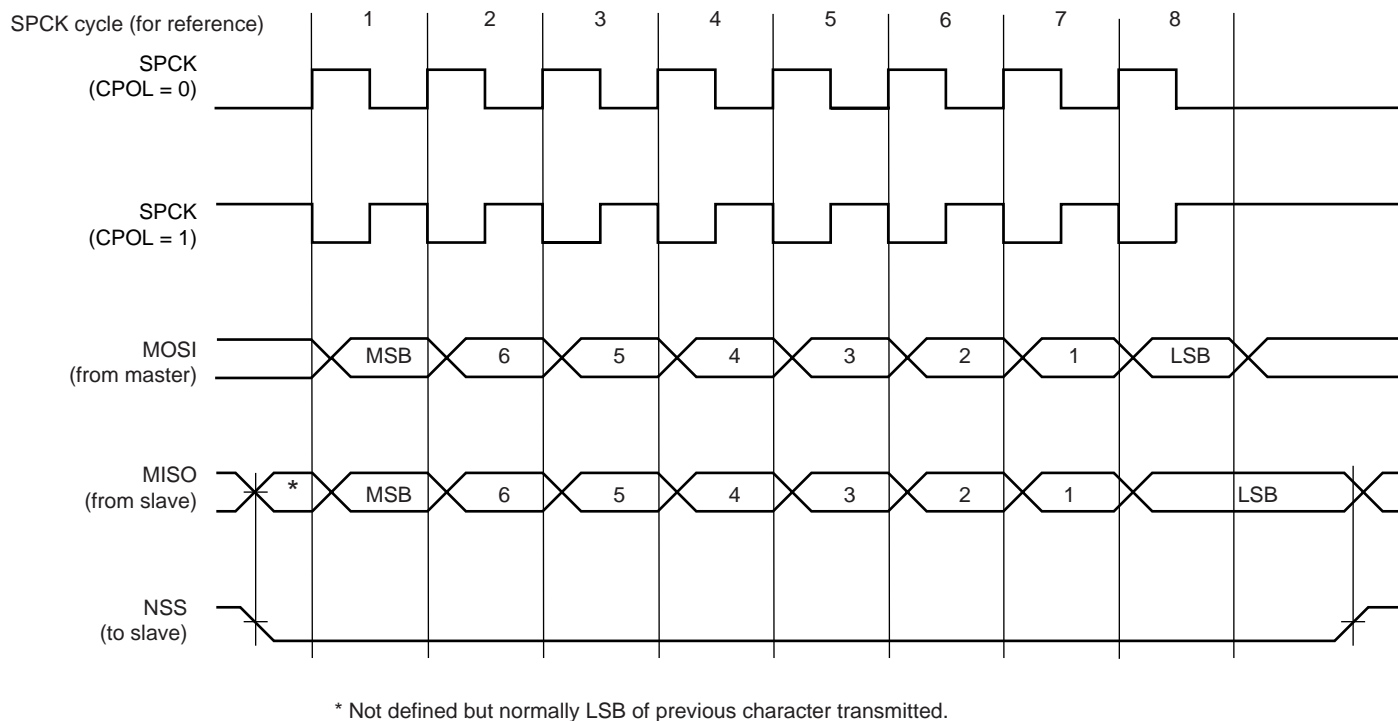 SPCK cycle (for reference)
1 2 3 4 5 6 7 8
SPCK
(CPOL = 0)
SPCK
(CPOL = 1)
MOSI
(from master)
MSB 6 5 4 3 2 1 LSB
MISO
(from slave)
* MSB 6 5 4 3 2 1 LSB
NSS
(to slave)
* Not defined but normally LSB of previous character transmitted.